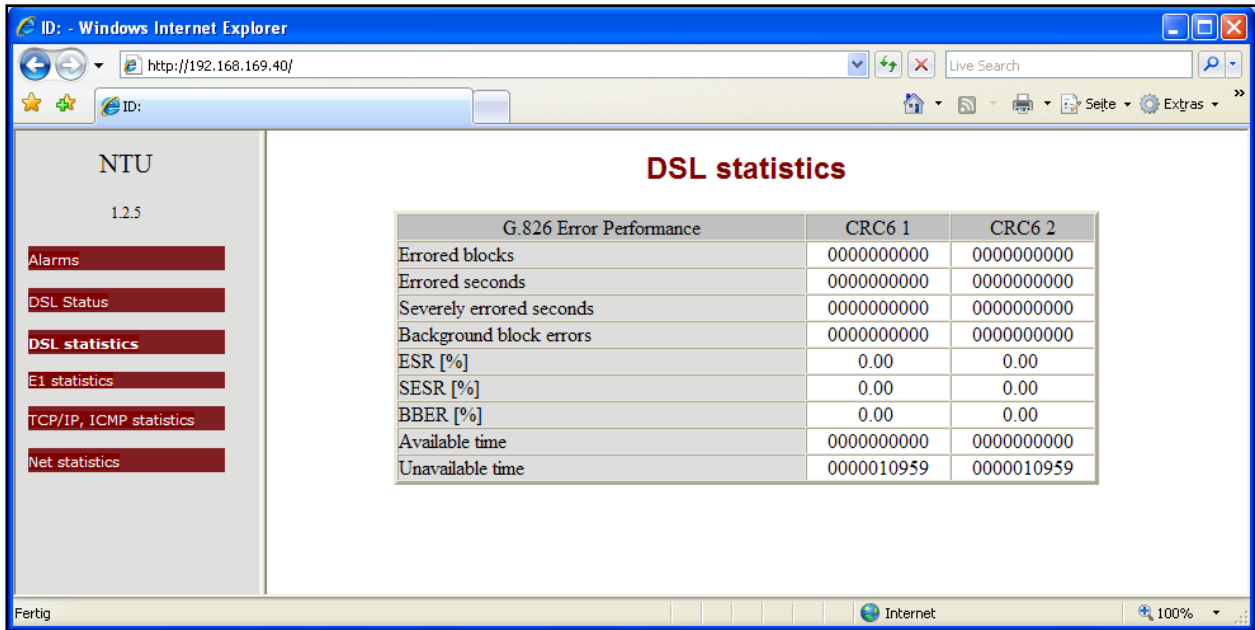 ID: - Windows Internet Explorer
http://192.168.169.40/
Live Search
ID:
Seite
Extras
»
NTU
1.2.5
Alarms
DSL Status
DSL statistics
E1 statistics
TCP/IP, ICMP statistics
Net statistics
DSL statistics
G.826 Error Performance CRC6 1 CRC6 2
Errored blocks 0000000000 0000000000
Errored seconds 0000000000 0000000000
Severely errored seconds 0000000000 0000000000
Background block errors 0000000000 0000000000
ESR [%] 0.00 0.00
SESR [%] 0.00 0.00
BBER [%] 0.00 0.00
Available time 0000000000 0000000000
Unavailable time 0000010959 0000010959
Fertig
Internet
100%